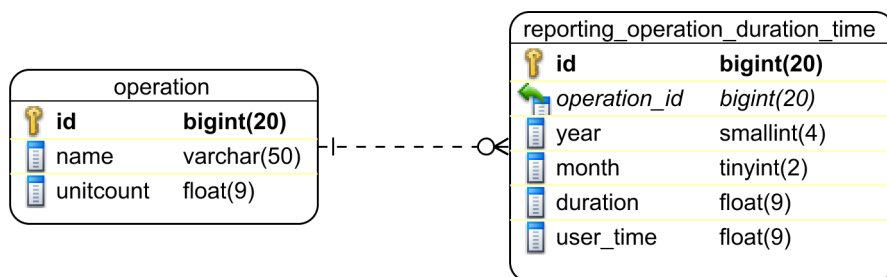 operation
id bigint(20)
name varchar(50)
unitcount float(9)
reporting_operation_duration_time
id bigint(20)
operation_id bigint(20)
year smallint(4)
month tinyint(2)
duration float(9)
user_time float(9)